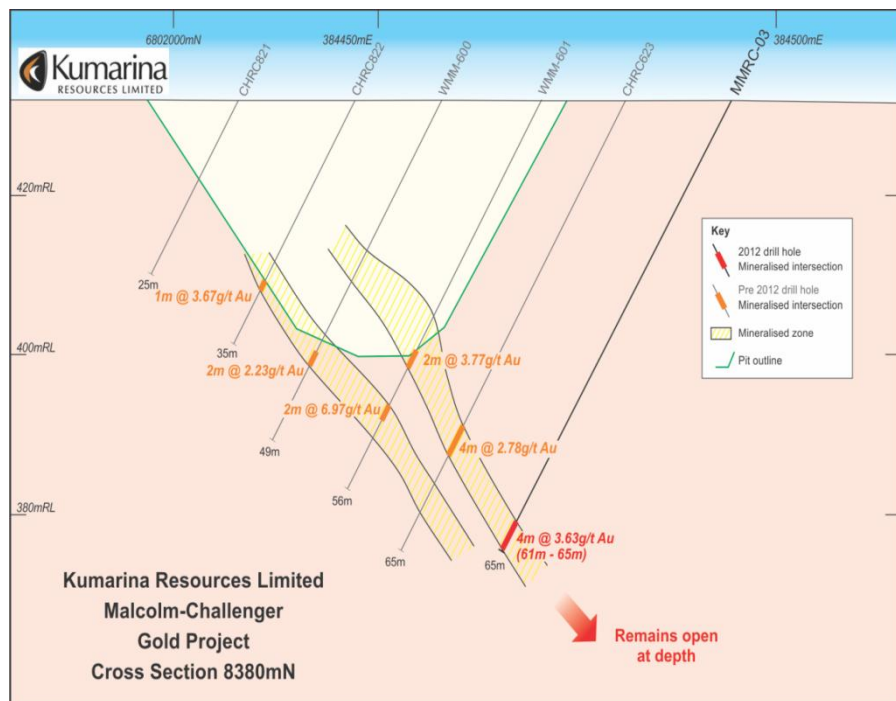 6802000mN
384450mE
384500mE
Kumarina
RESOURCES LIMITED
CHRC821
CHRC822
WMM-600
WMM-601
CHRC623
MMRC-03
420mRL
400mRL
380mRL
Key
2012 drill hole
Mineralised intersection
Pre 2012 drill hole
Mineralised intersection
Mineralised zone
Pit outline
25m
1m @ 3.67g/t Au
35m
2m @ 2.23g/t Au
2m @ 3.77g/t Au
2m @ 6.97g/t Au
49m
4m @ 2.78g/t Au
56m
65m
65m
4m @ 3.63g/t Au
(61m - 65m)
Kumarina Resources Limited
Malcolm-Challenger
Gold Project
Cross Section 8380mN
Remains open
at depth